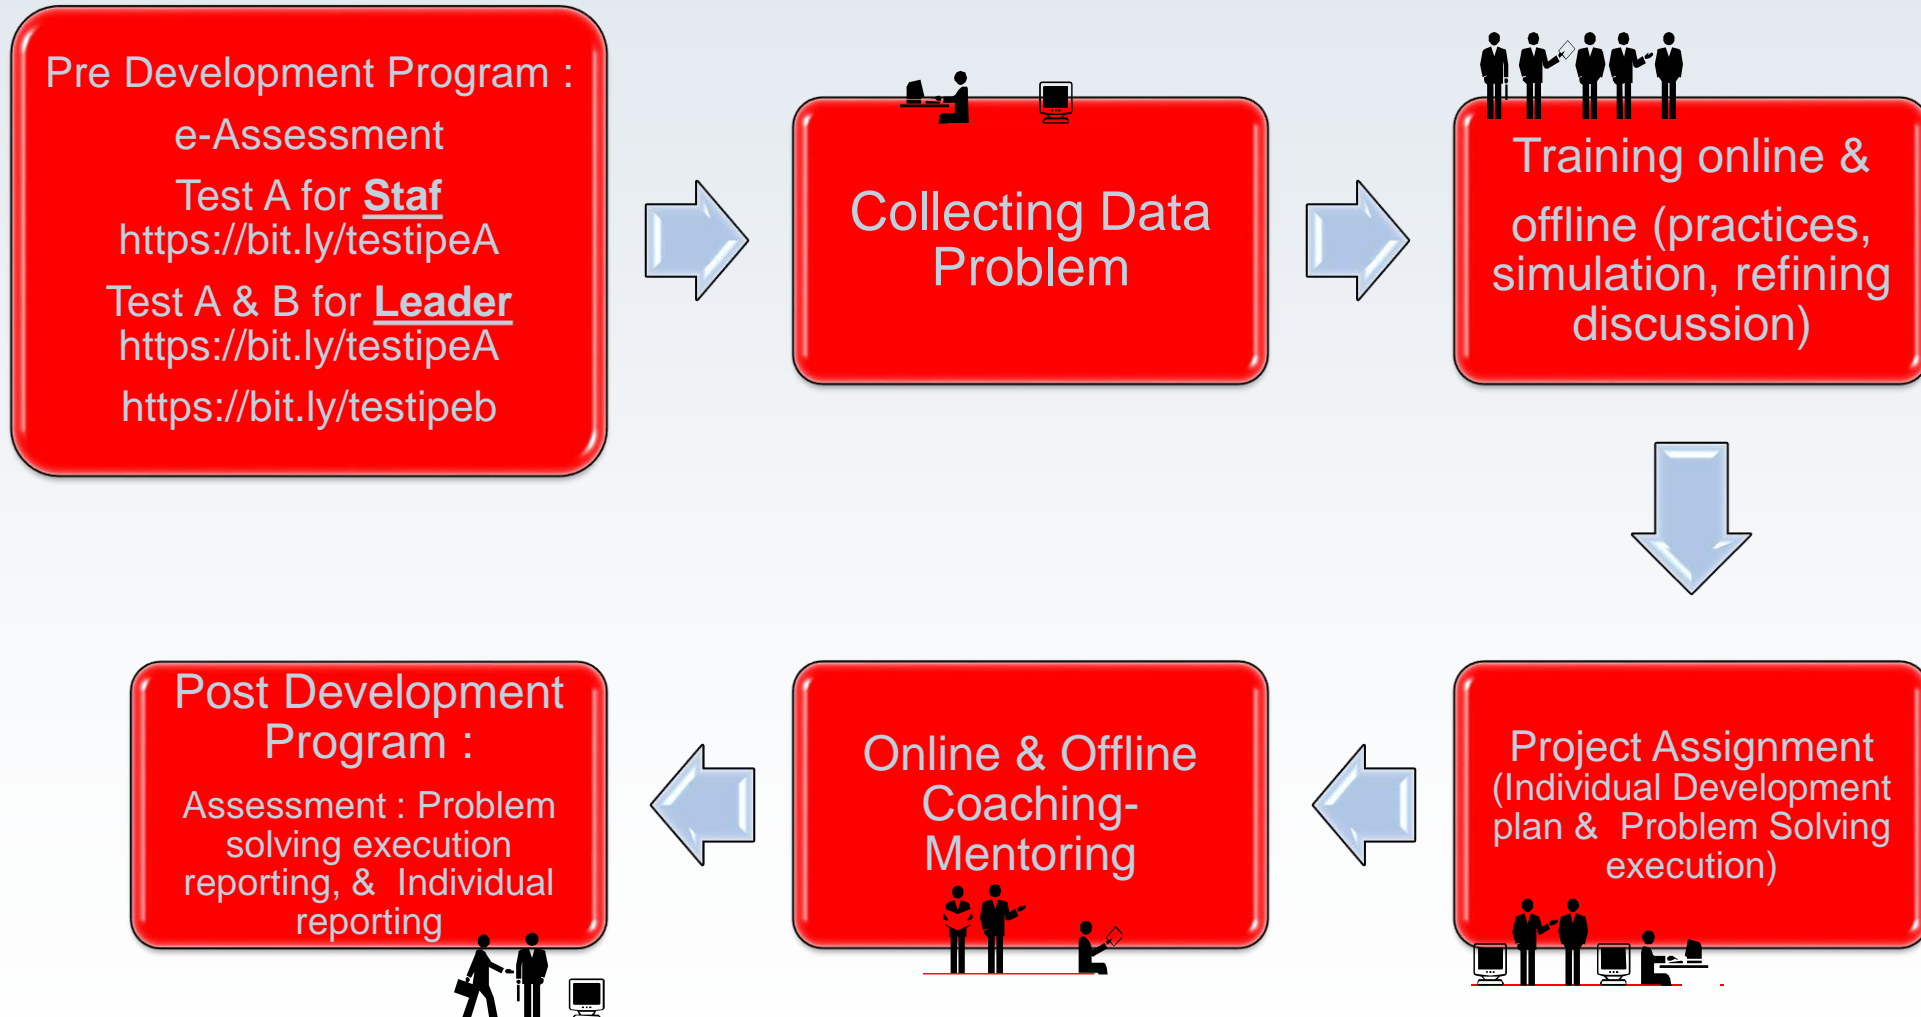 Pre Development Program :
e-Assessment
Test A for Staf
https://bit.ly/testipeA
Test A & B for Leader
https://bit.ly/testipeA
https://bit.ly/testipeb
Collecting Data
Problem
Training online &
offline (practices,
simulation, refining
discussion)
Project Assignment
(Individual Development
plan &  Problem Solving
execution)
Online & Offline
Coaching-
Mentoring
Post Development
Program :
Assessment : Problem
solving execution
reporting, &  Individual
reporting